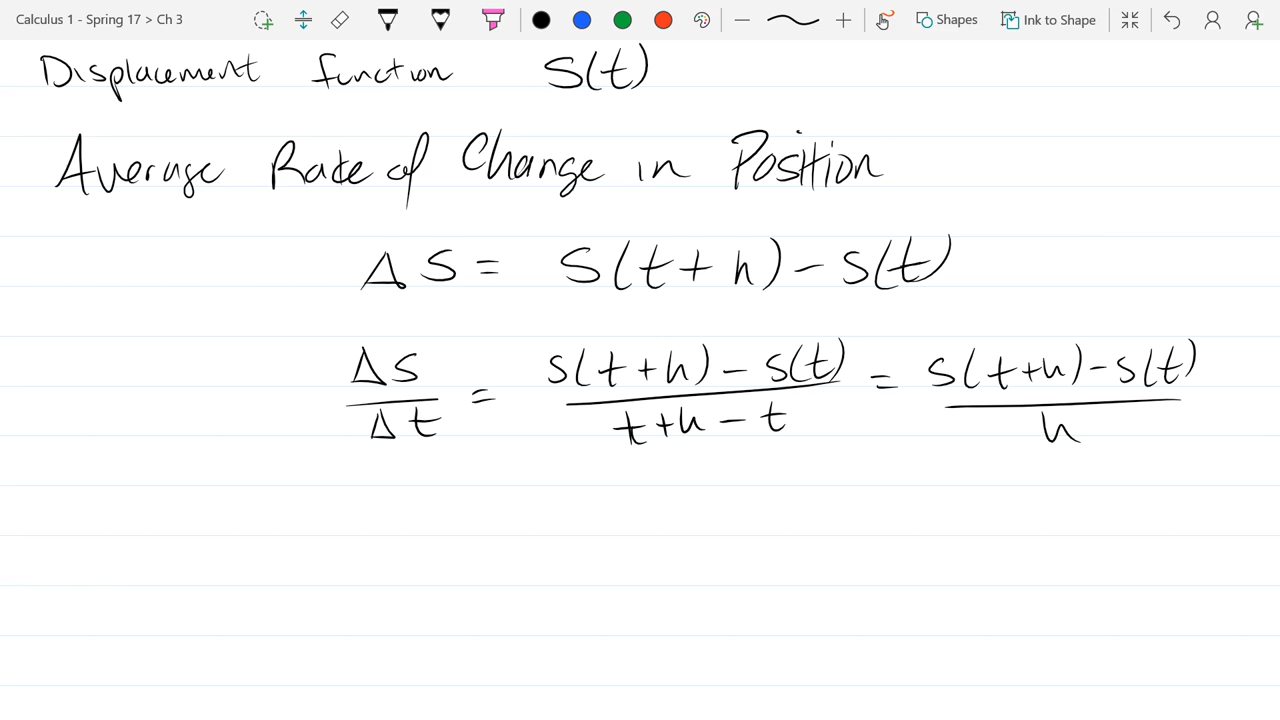 Calculus 1 - Spring 17 > Ch 3 Shapes Ink to Shape
Displacement function S(t)
Average Rate of Change in Position
ΔS = S(t+h) - S(t)
ΔS/Δt = S(t+h) - S(t)/t+h - t = S(t+h) - S(t)/h